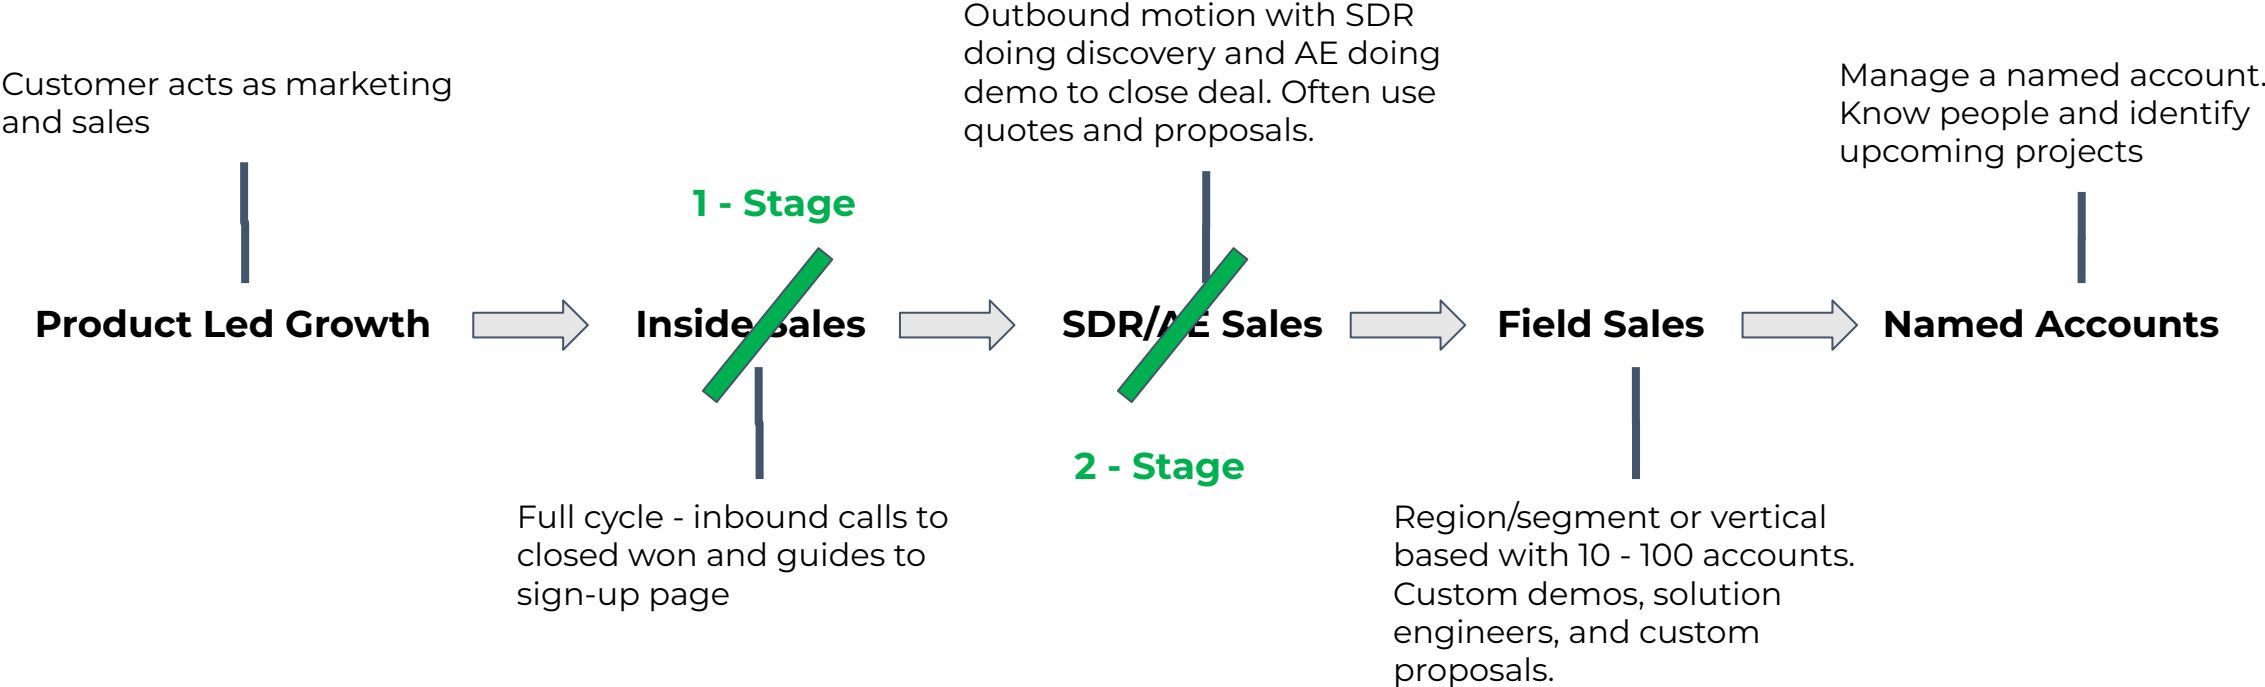 Customer acts as marketing
and sales
Outbound motion with SDR
doing discovery and AE doing
demo to close deal. Often use
quotes and proposals.
Manage a named account.
Know people and identify
upcoming projects
1 - Stage
Product Led Growth
Inside Sales
SDR/AE Sales
Field Sales
Named Accounts
2 - Stage
Full cycle - inbound calls to
closed won and guides to
sign-up page
Region/segment or vertical
based with 10 - 100 accounts.
Custom demos, solution
engineers, and custom
proposals.